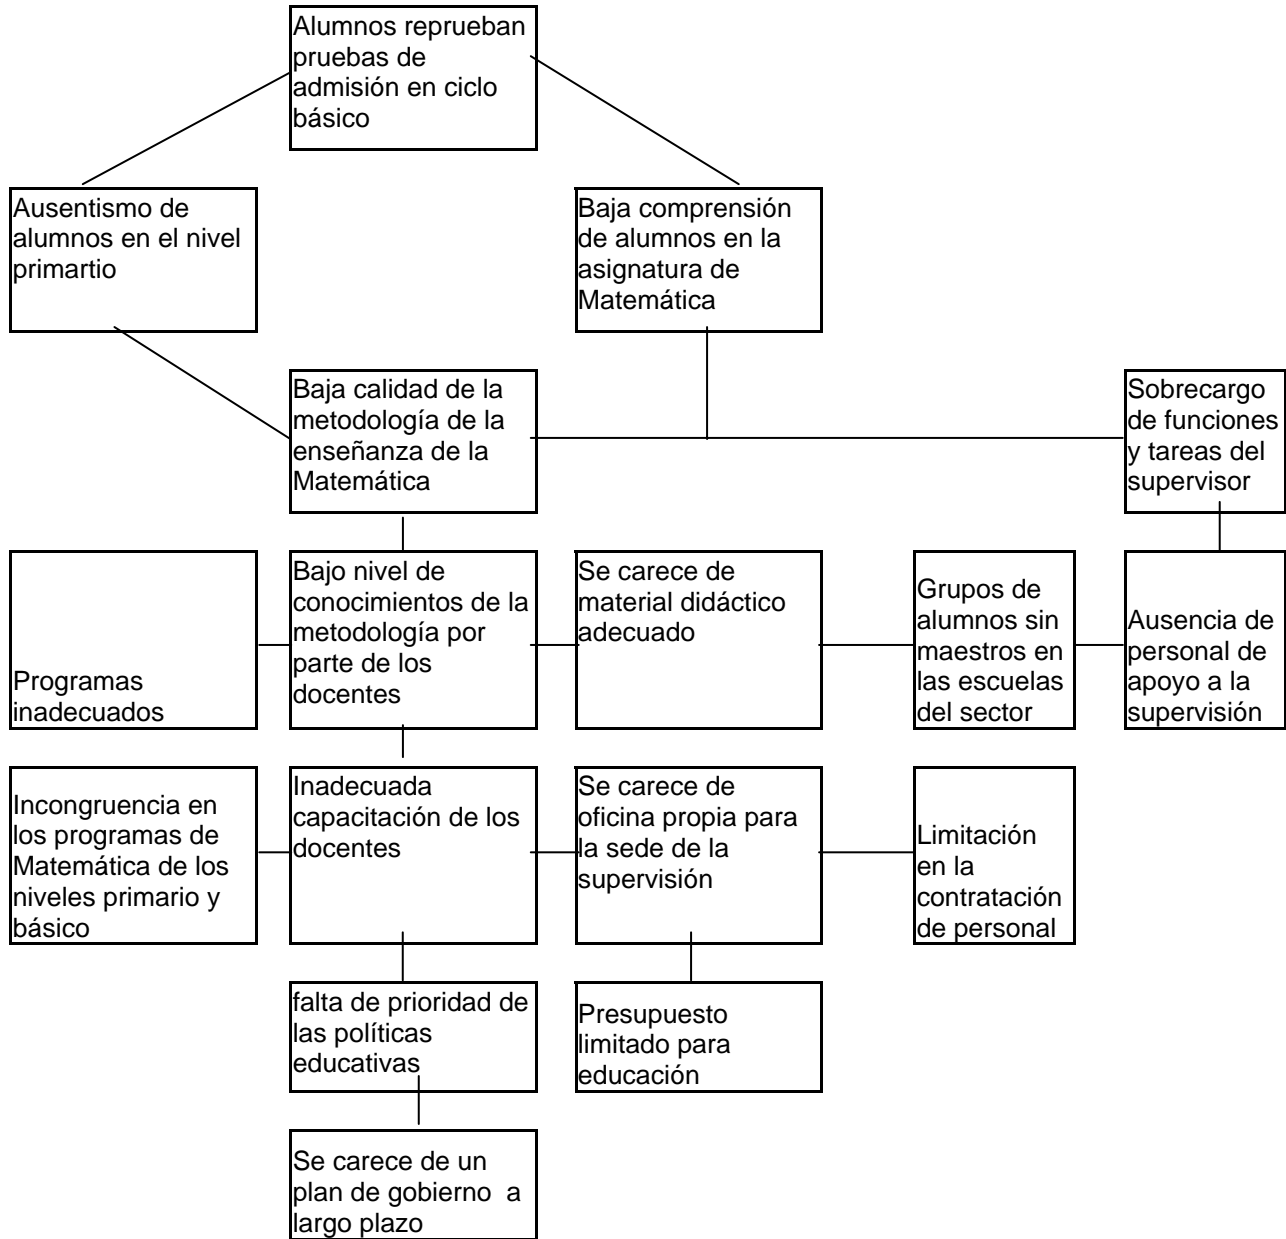 Alumnos reprueban
pruebas de
admisión en ciclo
básico
Ausentismo de
alumnos en el nivel
primartio
Baja comprensión
de alumnos en la
asignatura de
Matemática
Baja calidad de la
metodología de la
enseñanza de la
Matemática
Sobrecargo
de funciones
y tareas del
supervisor
Programas
inadecuados
Bajo nivel de
conocimientos de la
metodología por
parte de los
docentes
Se carece de
material didáctico
adecuado
Grupos de
alumnos sin
maestros en
las escuelas
del sector
Ausencia de
personal de
apoyo a la
supervisión
Incongruencia en
los programas de
Matemática de los
niveles primario y
básico
Inadecuada
capacitación de los
docentes
Se carece de
oficina propia para
la sede de la
supervisión
Limitación
en la
contratación
de personal
falta de prioridad de
las políticas
educativas
Presupuesto
limitado para
educación
Se carece de un
plan de gobierno  a
largo plazo